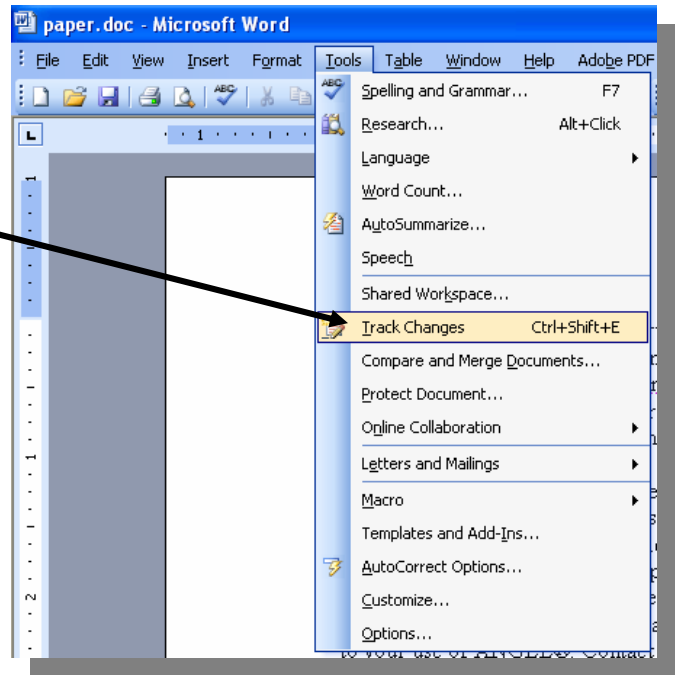 paper.doc - Microsoft Word
File Edit View Insert Format Tools Table Window Help Adobe PDF
Spelling and Grammar... F7
Research... Alt+Click
Language
Word Count...
AutoSummarize...
Speech
Shared Workspace...
Track Changes Ctrl+Shift+E
Compare and Merge Documents...
Protect Document...
Online Collaboration
Letters and Mailings
Macro
Templates and Add-Ins...
AutoCorrect Options...
Customize...
Options...